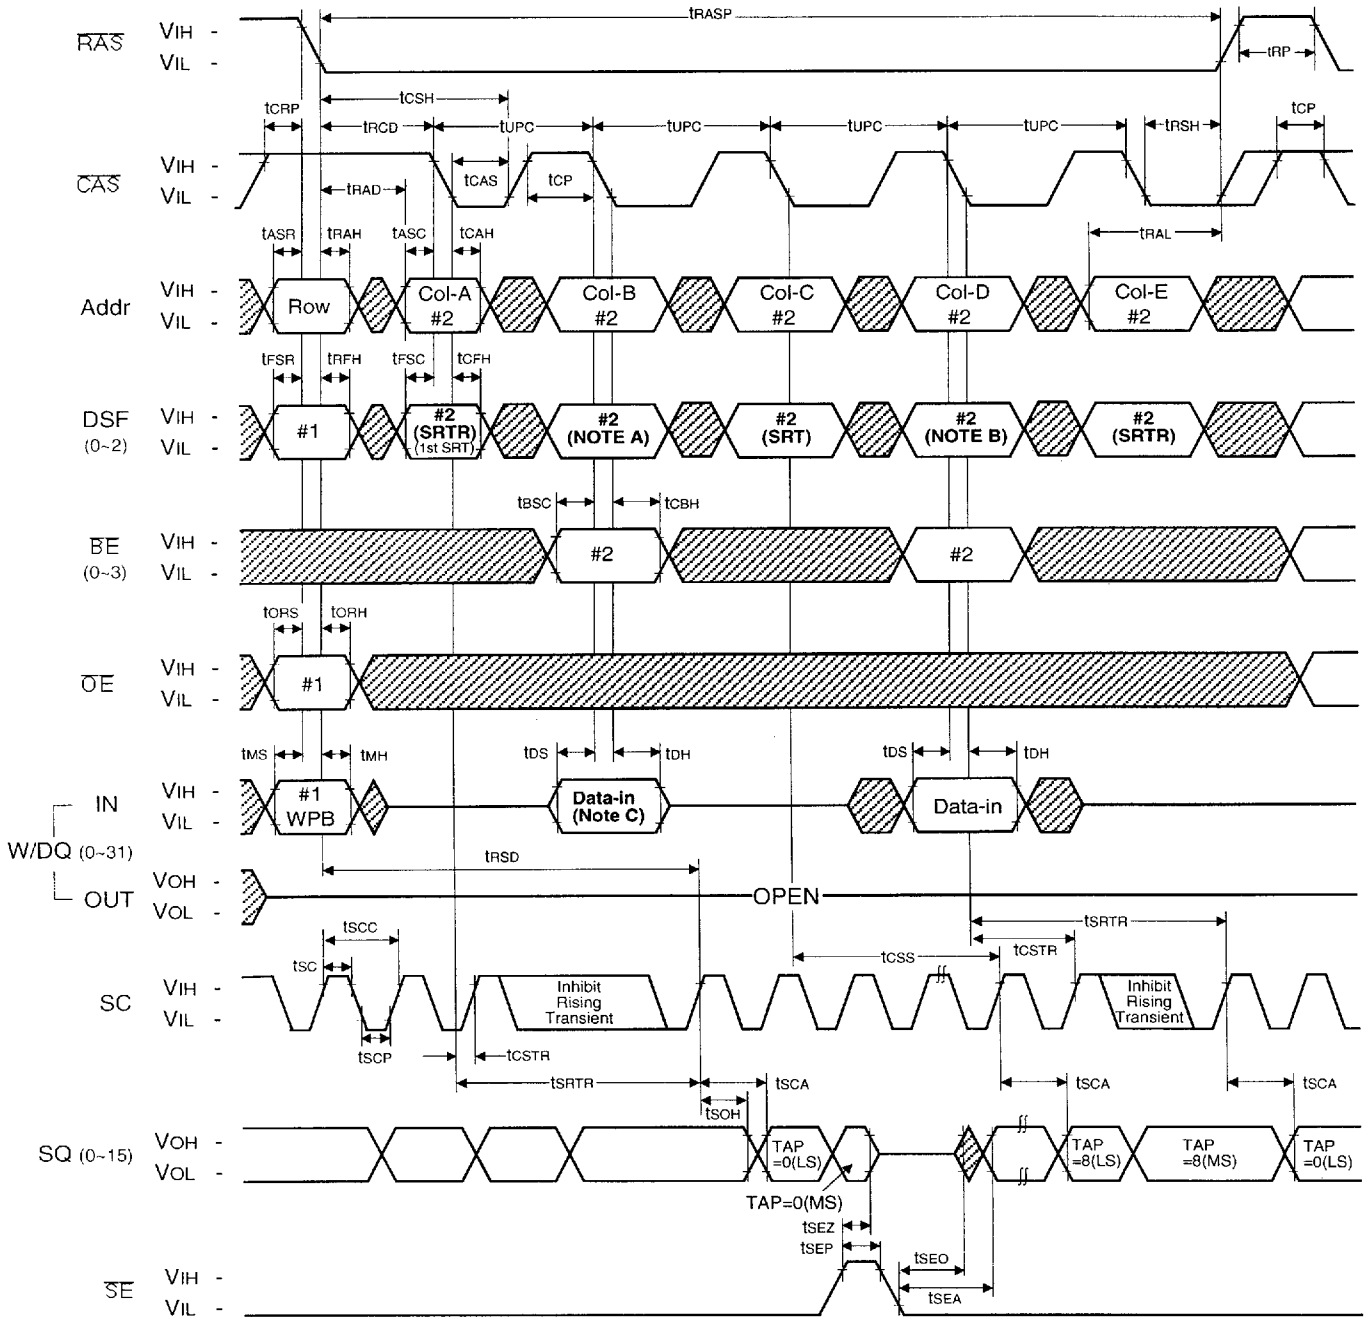 tRASP
RAS VIH -
VIL -
tRP
tCRP tCSH
tRCD tUPC tUPC tUPC tUPC tRSH tCP
CAS VIH -
VIL -
tRAD tCAS tCP
tASR tRAH tASC tCAH tRAL
Addr VIH -
VIL -
Row Col-A #2 Col-B #2 Col-C #2 Col-D #2 Col-E #2
tFSR tRFH tFSC tCFH
DSF (0~2) VIH -
VIL -
#1 #2 (SRTR) (1st SRT) #2 (NOTE A) #2 (SRT) #2 (NOTE B) #2 (SRTR)
tBSC tCBH
BE (0~3) VIH -
VIL -
#2 #2
tORS tORH
OE VIH -
VIL -
#1
tMS tMH tDS tDH tDS tDH
IN VIH -
VIL -
#1 WPB Data-in (Note C) Data-in
W/DQ (0~31)
tRSD
OUT VOH -
VOL -
OPEN
tSRTR
tSCC tCSTR
tSC tCSS
SC VIH -
VIL -
Inhibit Rising Transient Inhibit Rising Transient
tSCP tCSTR
tSRTR tSCA tSCA tSCA
tSOH
SQ (0~15) VOH -
VOL -
TAP =0(LS) TAP =8(LS) TAP =8(MS) TAP =0(LS)
TAP=0(MS)
tSEZ
tSEP tSEO
SE VIH -
VIL -
tSEA